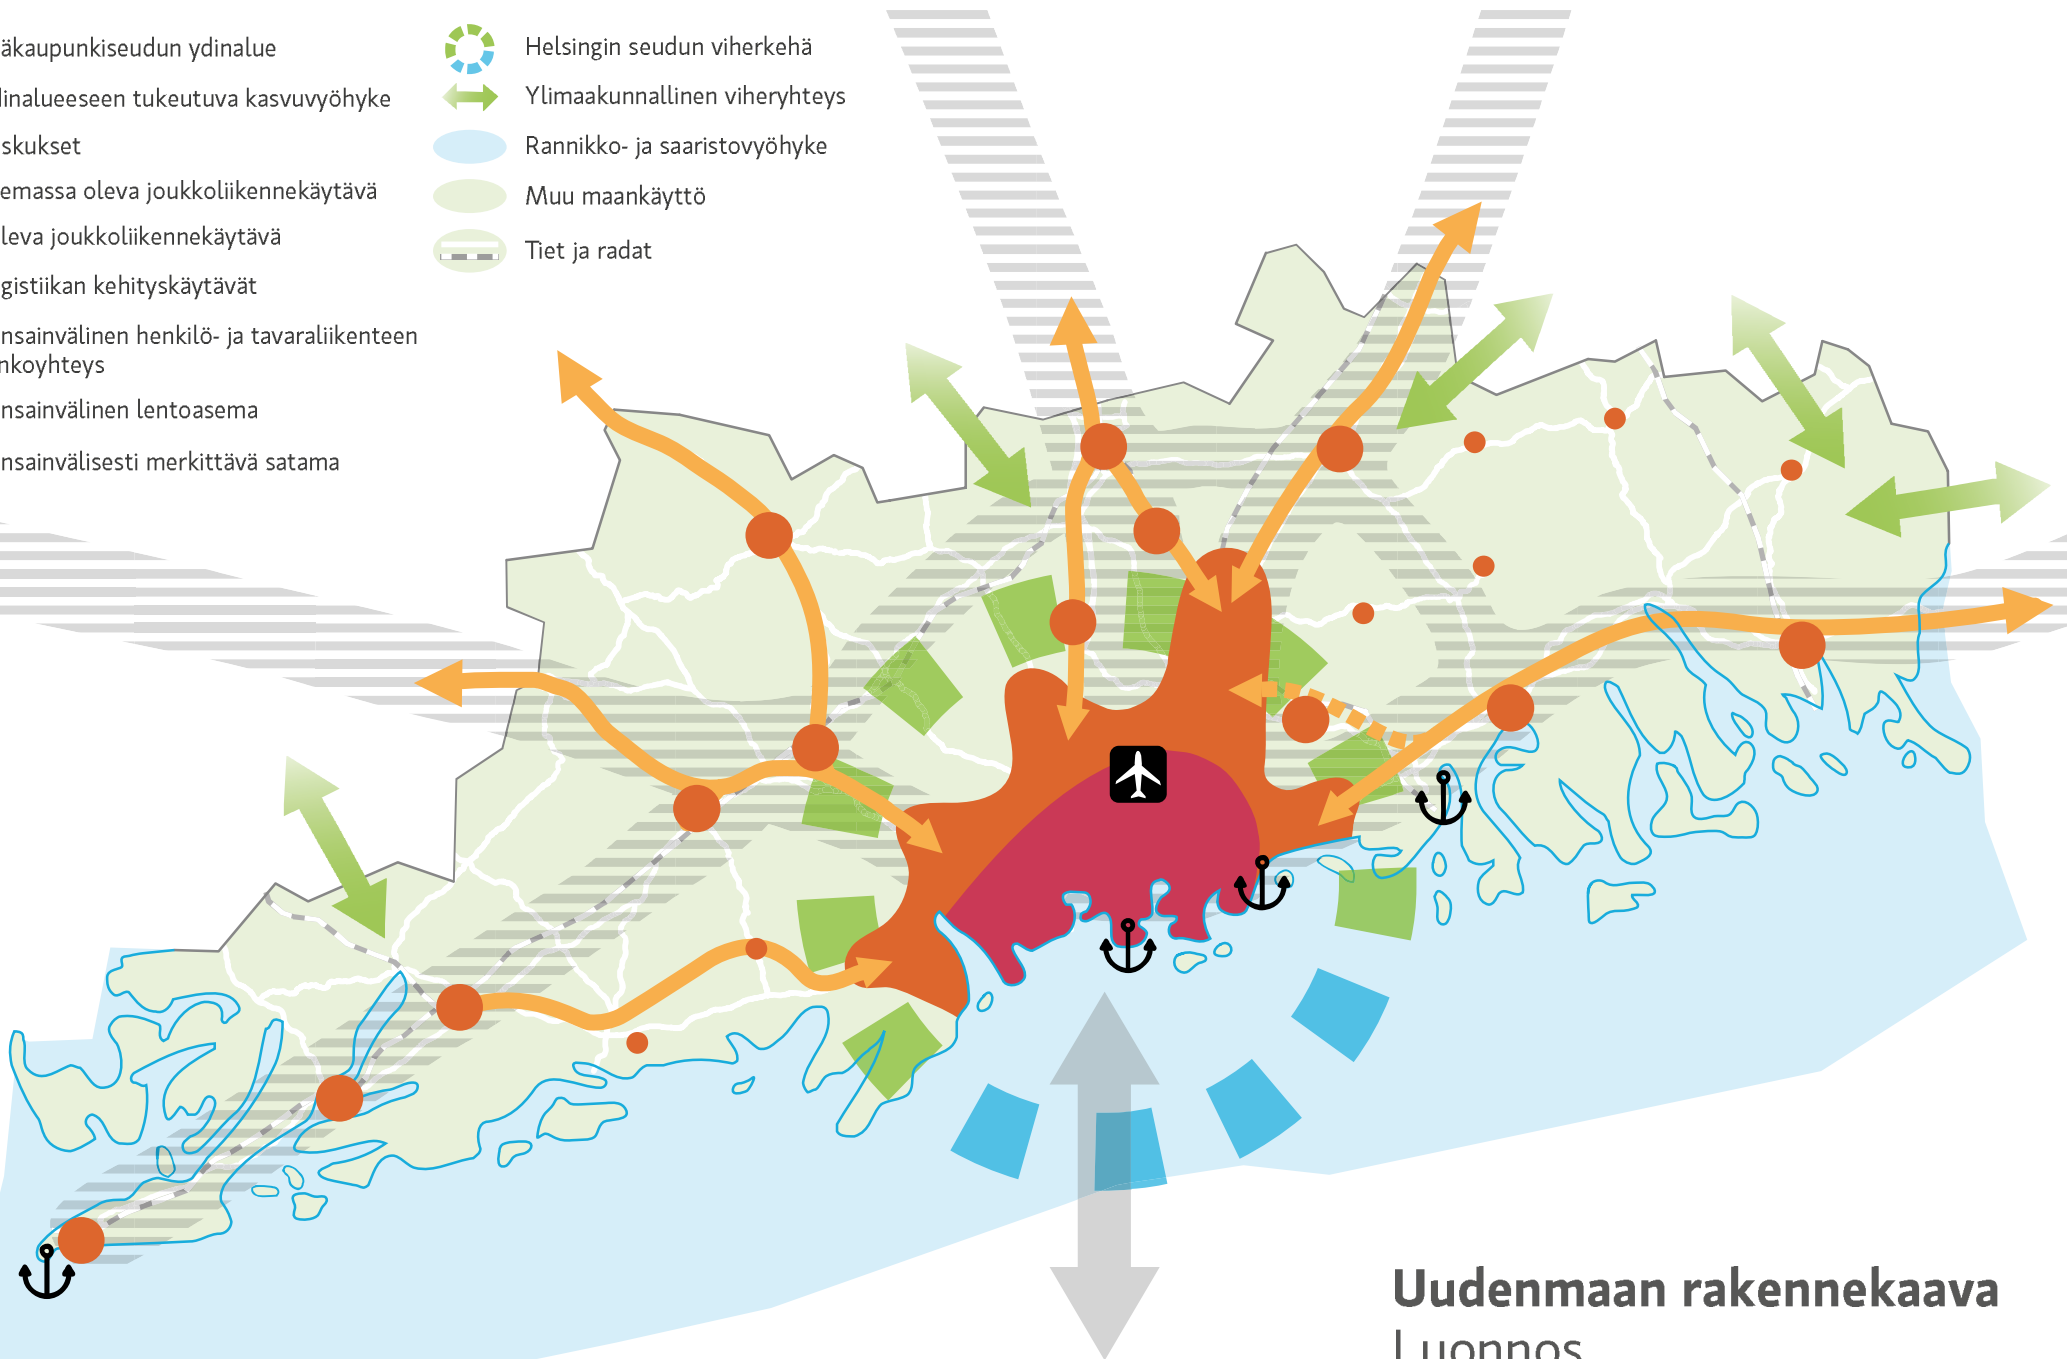 äkaupunkiseudun ydinalue
linalueeseen tukeutuva kasvuvyöhyke
skukset
emassa oleva joukkoliikennekäytävä
leva joukkoliikennekäytävä
gistiikan kehityskäytävät
nsainvälinen henkilö- ja tavaraliikenteen
nkoyhteys
nsainvälinen lentoasema
nsainvälisesti merkittävä satama
Helsingin seudun viherkehä
Ylimaakunnallinen viheryhteys
Rannikko- ja saaristovyöhyke
Muu maankäyttö
Tiet ja radat
Uudenmaan rakennekaava
Luonnos